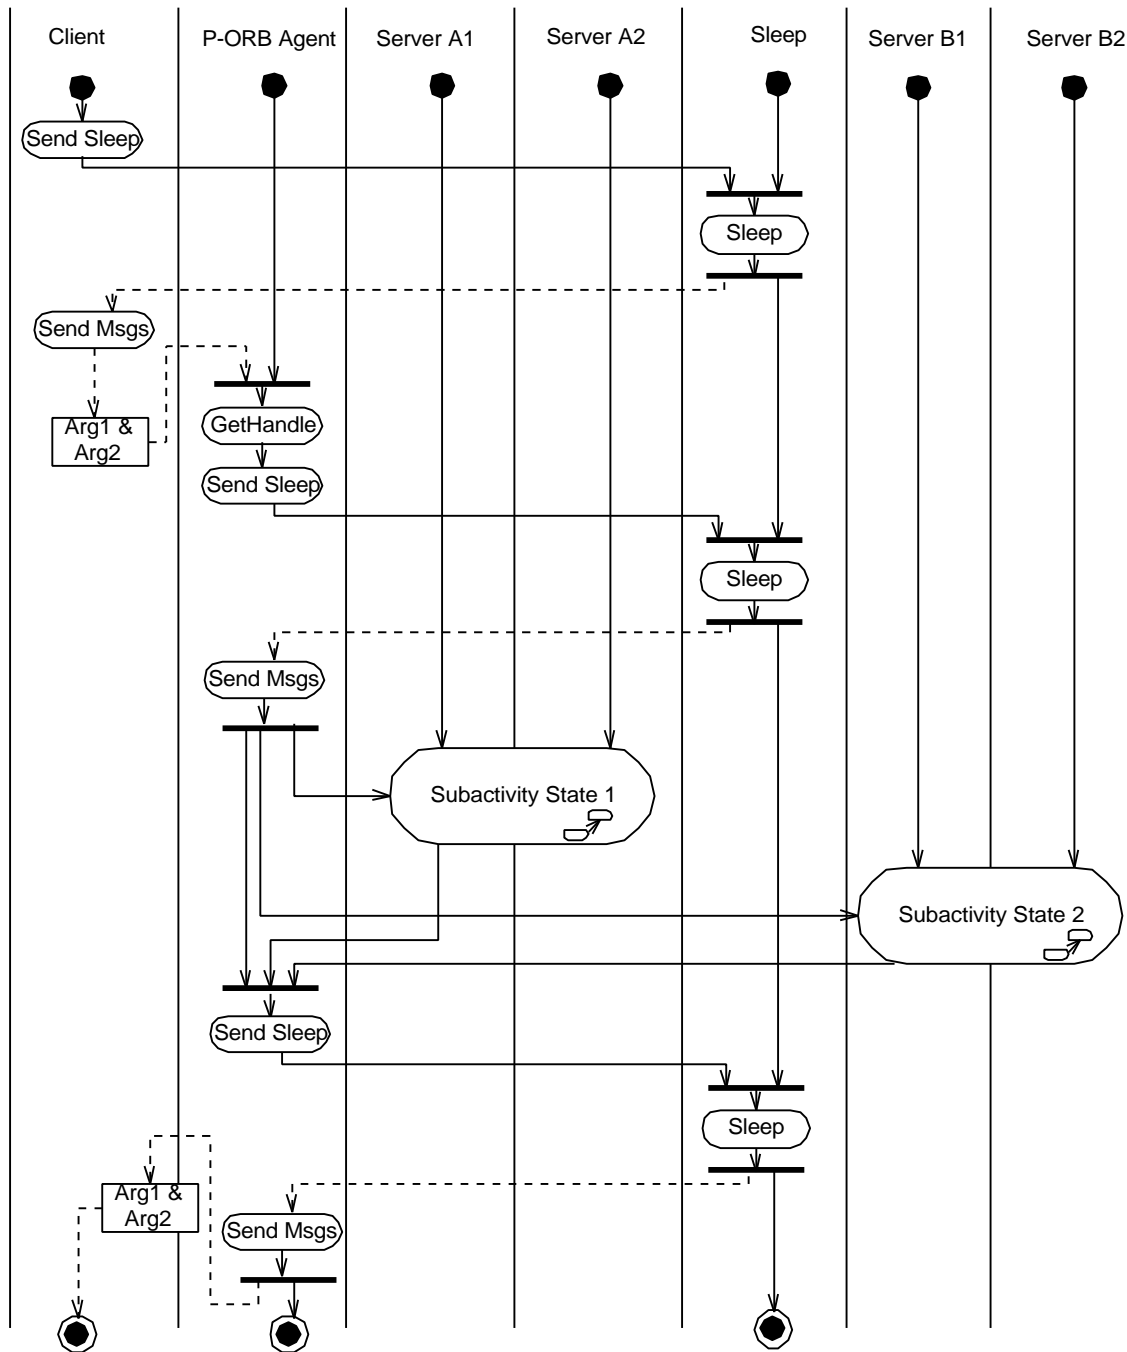 Client P-ORB Agent Server A1 Server A2 Sleep Server B1 Server B2
Send Sleep
Sleep
Send Msgs
Arg1 &
Arg2
GetHandle
Send Sleep
Sleep
Send Msgs
Subactivity State 1
Subactivity State 2
Send Sleep
Sleep
Arg1 &
Arg2
Send Msgs